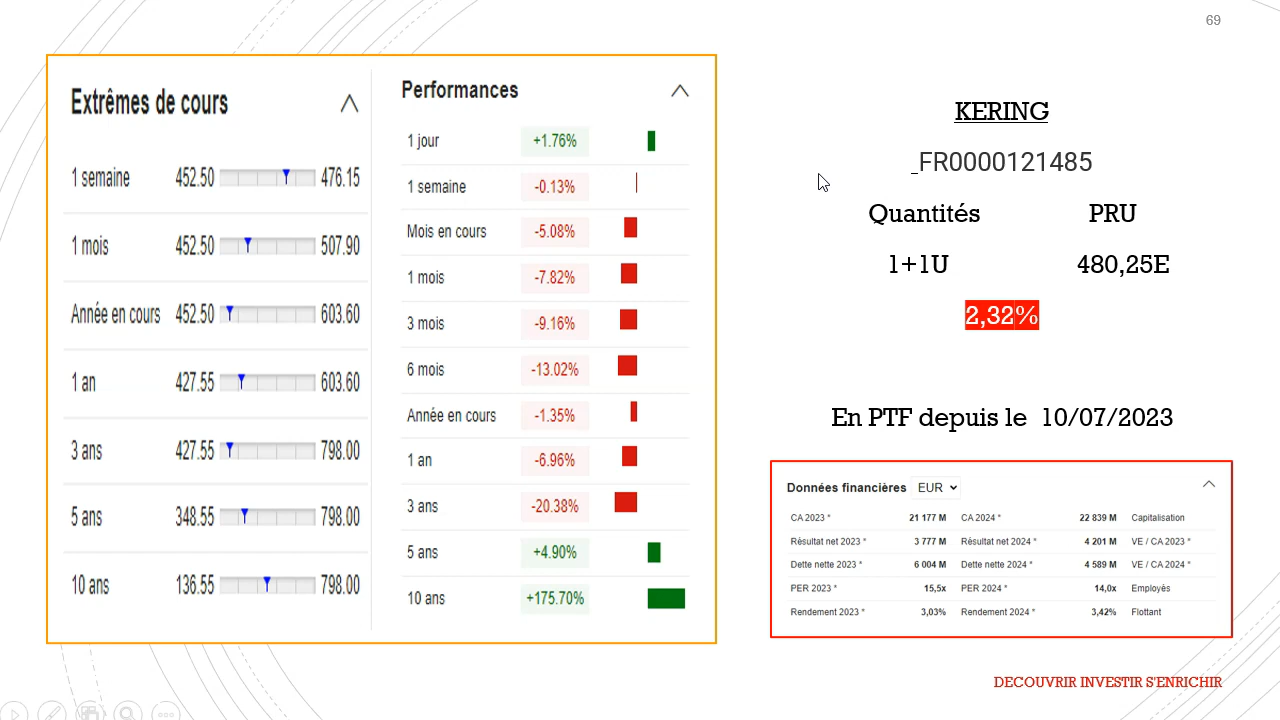 69
Extrêmes de cours
1 semaine 452.50 476.15
1 mois 452.50 507.90
Année en cours 452.50 603.60
1 an 427.55 603.60
3 ans 427.55 798.00
5 ans 348.55 798.00
10 ans 136.55 798.00
Performances
1 jour +1.76%
1 semaine -0.13%
Mois en cours -5.08%
1 mois -7.82%
3 mois -9.16%
6 mois -13.02%
Année en cours -1.35%
1 an -6.96%
3 ans -20.38%
5 ans +4.90%
10 ans +175.70%
KERING
_FR0000121485
Quantités PRU
1+1U 480,25E
2,32%
En PTF depuis le 10/07/2023
Données financières EUR
CA 2023 * 21 177 M CA 2024 * 22 839 M Capitalisation
Résultat net 2023 * 3 777 M Résultat net 2024 * 4 201 M VE / CA 2023 *
Dette nette 2023 * 6 004 M Dette nette 2024 * 4 589 M VE / CA 2024 *
PER 2023 * 15,5x PER 2024 * 14,0x Employés
Rendement 2023 * 3,03% Rendement 2024 * 3,42% Flottant
DECOUVRIR INVESTIR S'ENRICHIR